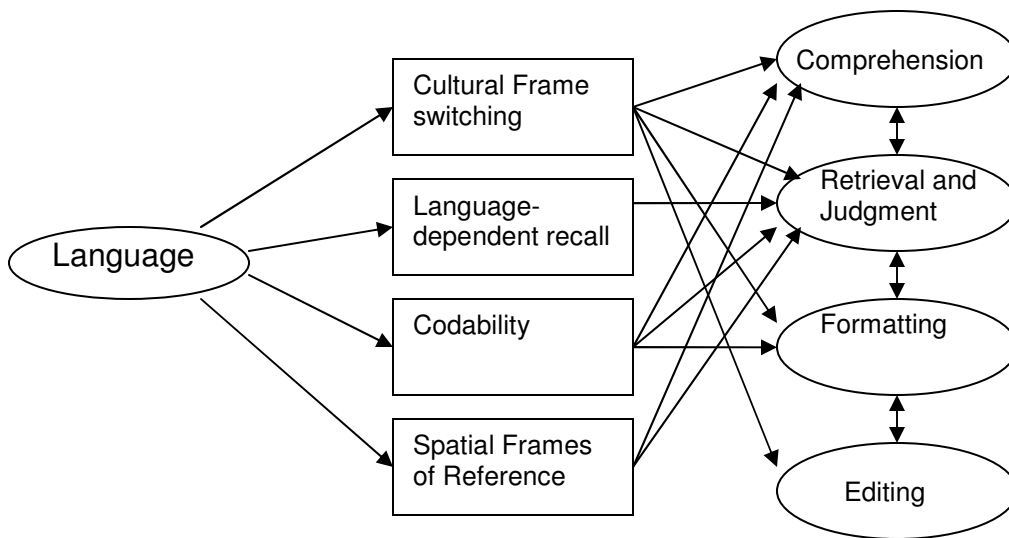 Language
Cultural Frame
switching
Language-
dependent recall
Codability
Spatial Frames
of Reference
Comprehension
Retrieval and
Judgment
Formatting
Editing